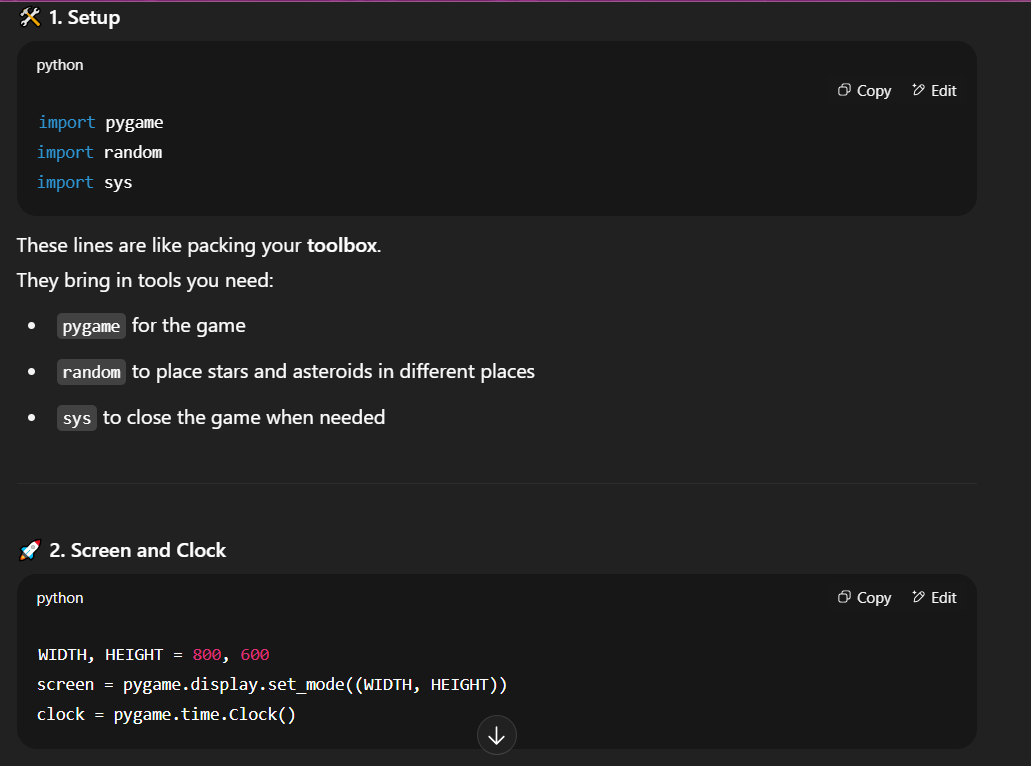 🛠 1. Setup
python
Copy Edit
import pygame
import random
import sys
These lines are like packing your toolbox.
They bring in tools you need:
• pygame for the game
• random to place stars and asteroids in different places
• sys to close the game when needed
🚀 2. Screen and Clock
python
Copy Edit
WIDTH, HEIGHT = 800, 600
screen = pygame.display.set_mode((WIDTH, HEIGHT))
clock = pygame.time.Clock()